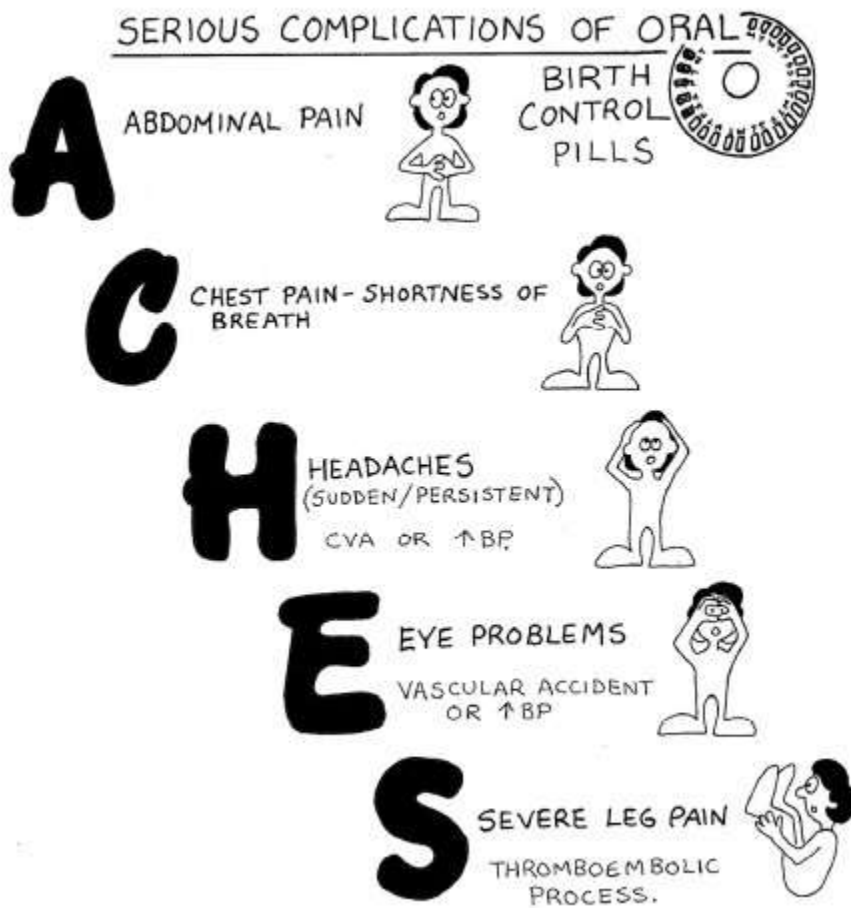 SERIOUS COMPLICATIONS OF ORAL
BIRTH
CONTROL
PILLS
A
ABDOMINAL PAIN
C
CHEST PAIN - SHORTNESS OF
BREATH
H
HEADACHES
(SUDDEN/PERSISTENT)
CVA OR ↑BP.
E
EYE PROBLEMS
VASCULAR ACCIDENT
OR ↑BP
S
SEVERE LEG PAIN
THROMBOEMBOLIC
PROCESS.